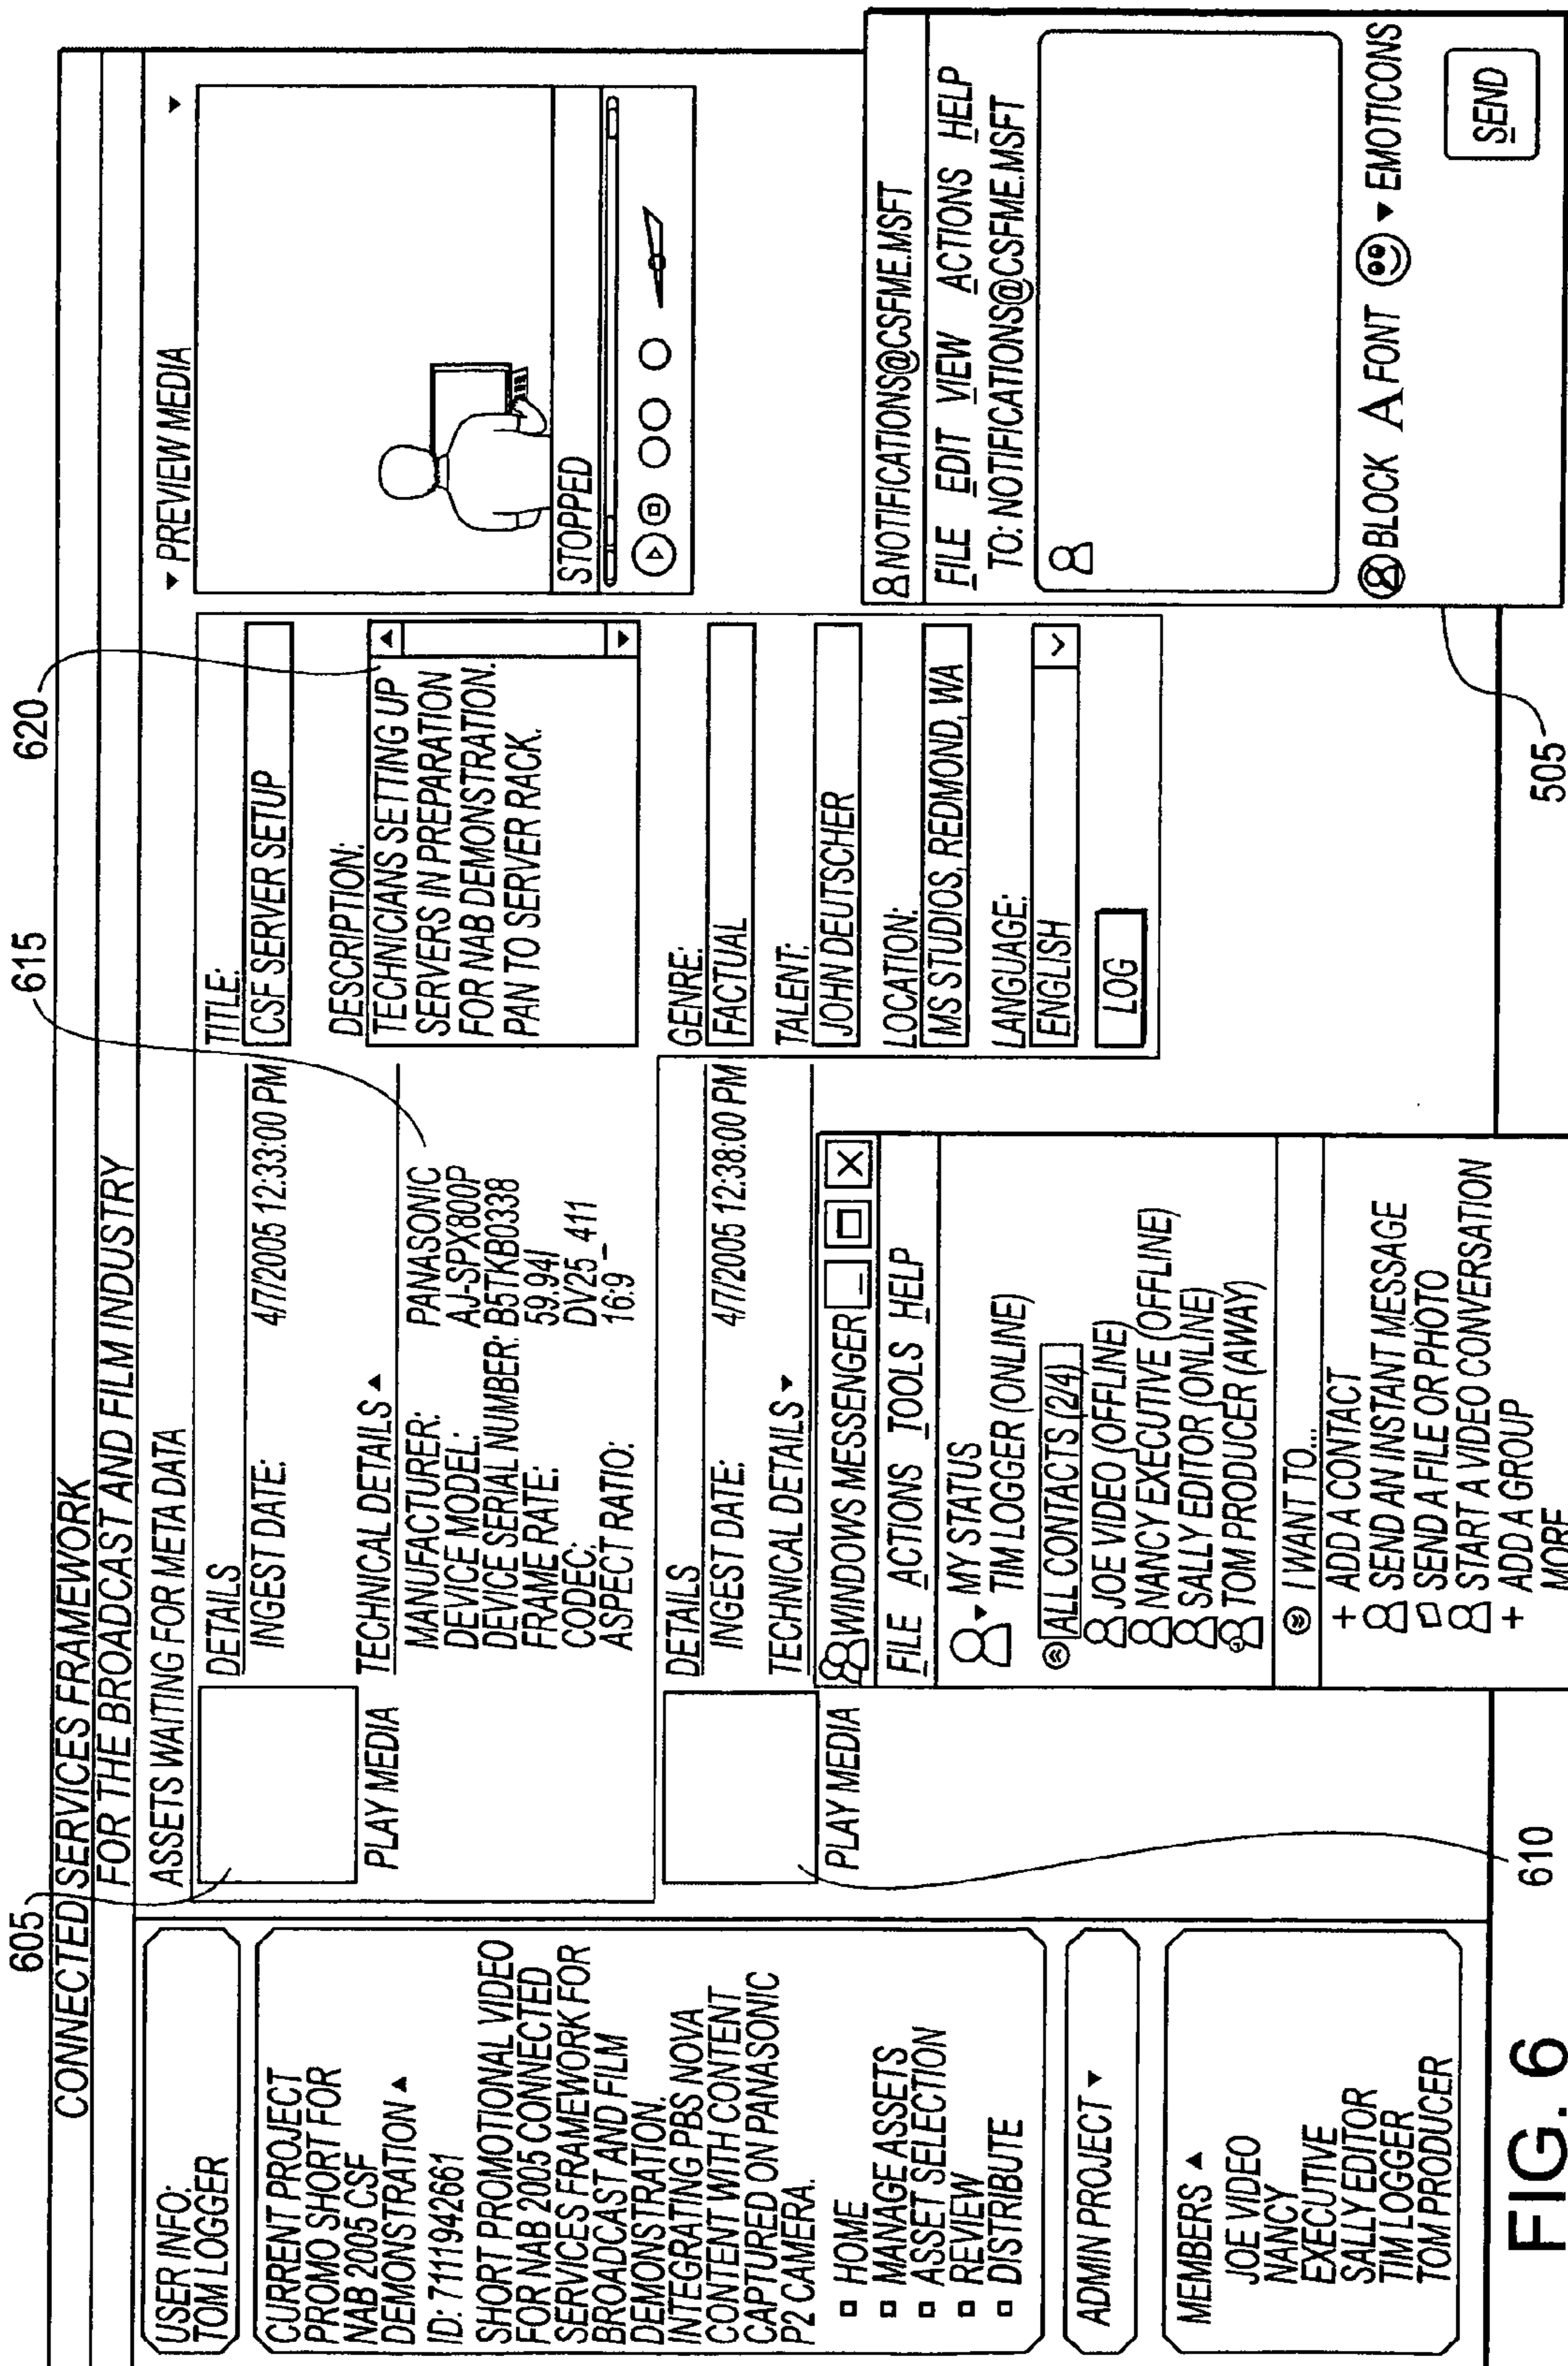 605
615
620
CONNECTED SERVICES FRAMEWORK
FOR THE BROADCAST AND FILM INDUSTRY
USER INFO:
TOM LOGGER
CURRENT PROJECT
PROMO SHORT FOR
NAB 2005 CSF
DEMONSTRATION ▲
ID: 7111942661
SHORT PROMOTIONAL VIDEO
FOR NAB 2005 CONNECTED
SERVICES FRAMEWORK FOR
BROADCAST AND FILM
DEMONSTRATION.
INTEGRATING PBS NOVA
CONTENT WITH CONTENT
CAPTURED ON PANASONIC
P2 CAMERA.
HOME
MANAGE ASSETS
ASSET SELECTION
REVIEW
DISTRIBUTE
ADMIN PROJECT ▼
MEMBERS ▲
JOE VIDEO
NANCY
EXECUTIVE
SALLY EDITOR
TIM LOGGER
TOM PRODUCER
ASSETS WAITING FOR META DATA
PLAY MEDIA
DETAILS
INGEST DATE: 4/7/2005 12:33:00 PM
TECHNICAL DETAILS ▲
MANUFACTURER: PANASONIC
DEVICE MODEL: AJ-SPX800P
DEVICE SERIAL NUMBER: B5TKB0338
FRAME RATE: 59.94I
CODEC: DV25_411
ASPECT RATIO: 16:9
PLAY MEDIA
DETAILS
INGEST DATE: 4/7/2005 12:38:00 PM
TECHNICAL DETAILS ▼
TITLE:
CSF SERVER SETUP
DESCRIPTION:
TECHNICIANS SETTING UP
SERVERS IN PREPARATION
FOR NAB DEMONSTRATION.
PAN TO SERVER RACK.
GENRE:
FACTUAL
TALENT:
JOHN DEUTSCHER
LOCATION:
MS STUDIOS, REDMOND, WA
LANGUAGE:
ENGLISH
LOG
▼ PREVIEW MEDIA ▼
STOPPED
WINDOWS MESSENGER
FILE ACTIONS TOOLS HELP
MY STATUS
TIM LOGGER (ONLINE)
ALL CONTACTS (2/4)
JOE VIDEO (OFFLINE)
NANCY EXECUTIVE (OFFLINE)
SALLY EDITOR (ONLINE)
TOM PRODUCER (AWAY)
I WANT TO...
+ ADD A CONTACT
SEND AN INSTANT MESSAGE
SEND A FILE OR PHOTO
START A VIDEO CONVERSATION
+ ADD A GROUP
MORE
NOTIFICATIONS@CSFME.MSFT
FILE EDIT VIEW ACTIONS HELP
TO: NOTIFICATIONS@CSFME.MSFT
BLOCK A FONT ▼ EMOTICONS
SEND
610
505
FIG. 6